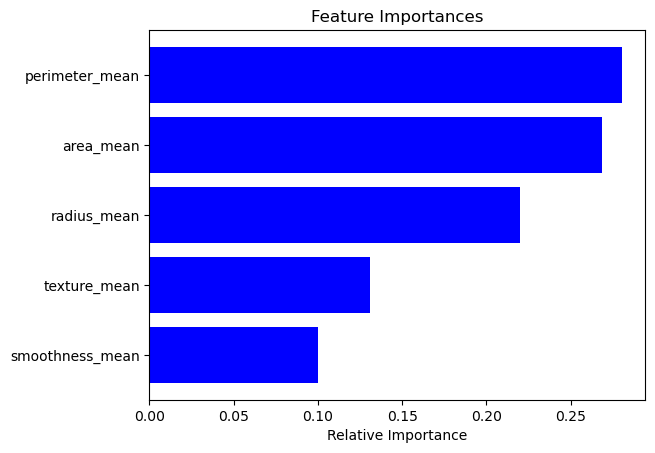 Feature Importances
perimeter_mean
area_mean
radius_mean
texture_mean
smoothness_mean
0.00 0.05 0.10 0.15 0.20 0.25
Relative Importance